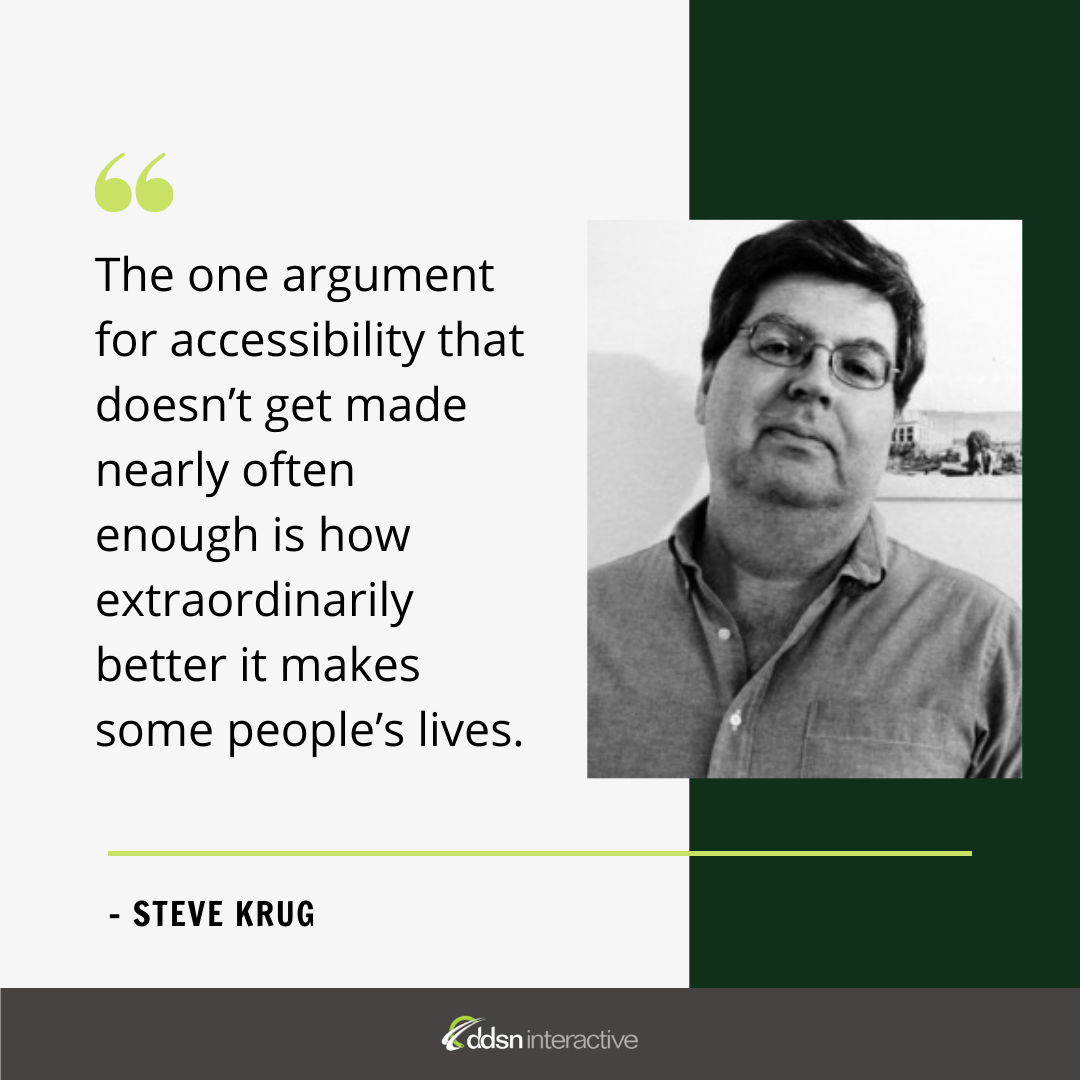 “
The one argument
for accessibility that
doesn’t get made
nearly often
enough is how
extraordinarily
better it makes
some people’s lives.
- STEVE KRUG
ddsn interactive